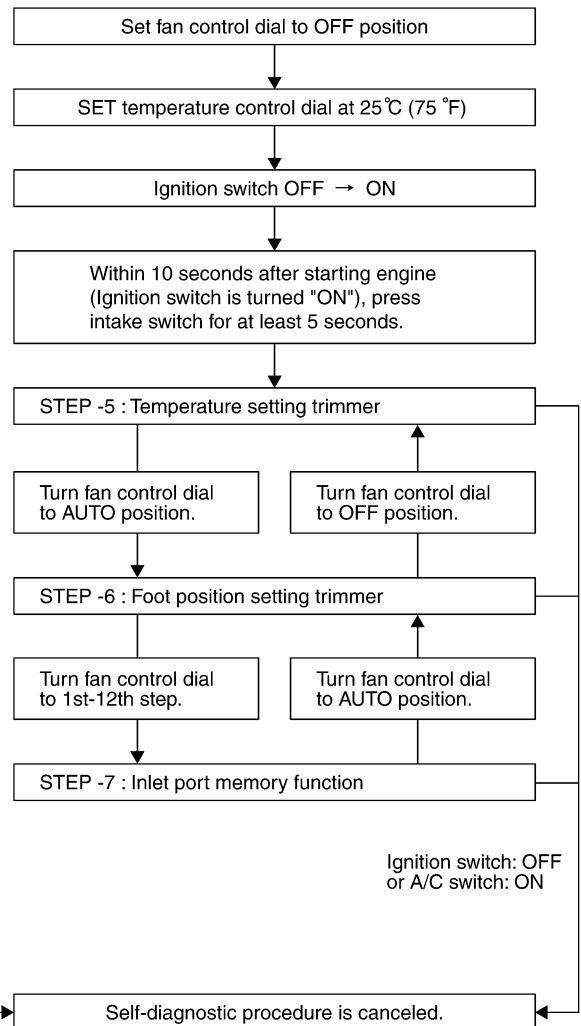 Set fan control dial to OFF position
SET temperature control dial at 25°C (75 °F)
Ignition switch OFF → ON
Within 10 seconds after starting engine
(Ignition switch is turned "ON"), press
intake switch for at least 5 seconds.
STEP -5 : Temperature setting trimmer
Turn fan control dial
to AUTO position.
Turn fan control dial
to OFF position.
STEP -6 : Foot position setting trimmer
Turn fan control dial
to 1st-12th step.
Turn fan control dial
to AUTO position.
STEP -7 : Inlet port memory function
Ignition switch: OFF
or A/C switch: ON
Self-diagnostic procedure is canceled.